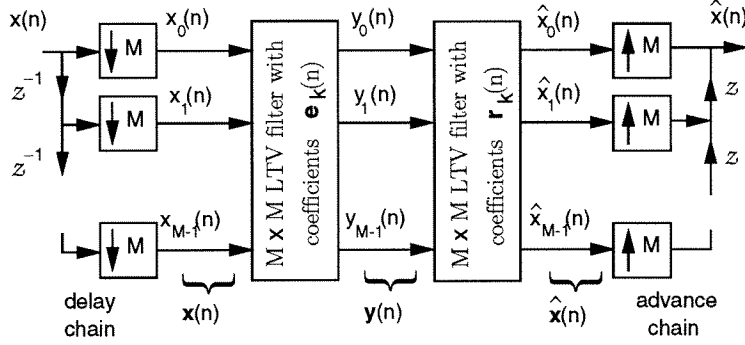 x(n)
M
x₀(n)
y₀(n)
x̂₀(n)
M
x̂(n)
z⁻¹
M
x₁(n)
y₁(n)
x̂₁(n)
M
z
z⁻¹
z
M x M LTV filter with
coefficients e_k(n)
M x M LTV filter with
coefficients r_k(n)
M
x_{M-1}(n)
y_{M-1}(n)
x̂_{M-1}(n)
M
delay
chain
x(n)
y(n)
x̂(n)
advance
chain